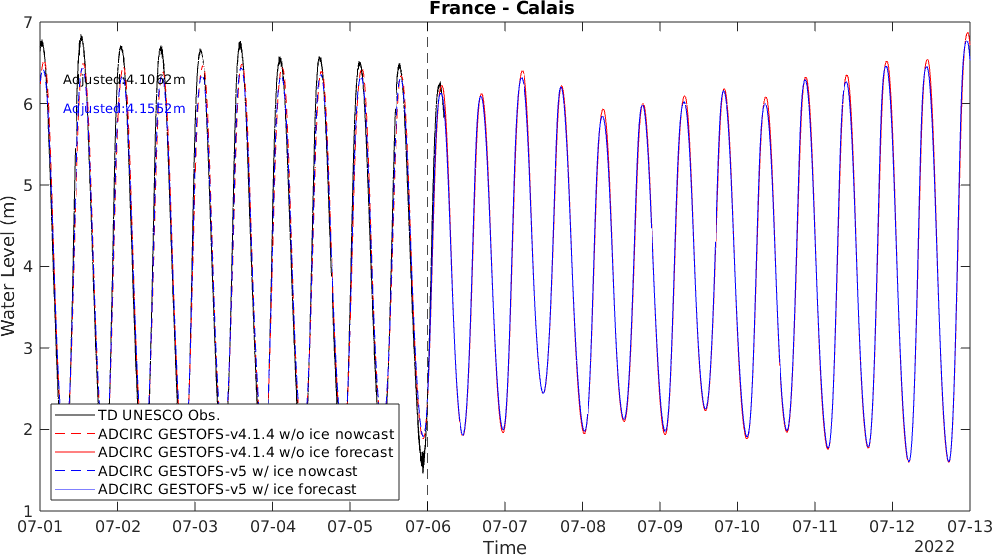 France - Calais
7
6
5
4
3
2
1
Water Level (m)
Adjusted:4.1062m
Adjusted:4.1552m
TD UNESCO Obs.
ADCIRC GESTOFS-v4.1.4 w/o ice nowcast
ADCIRC GESTOFS-v4.1.4 w/o ice forecast
ADCIRC GESTOFS-v5 w/ ice nowcast
ADCIRC GESTOFS-v5 w/ ice forecast
07-01 07-02 07-03 07-04 07-05 07-06 07-07 07-08 07-09 07-10 07-11 07-12 07-13
Time
2022